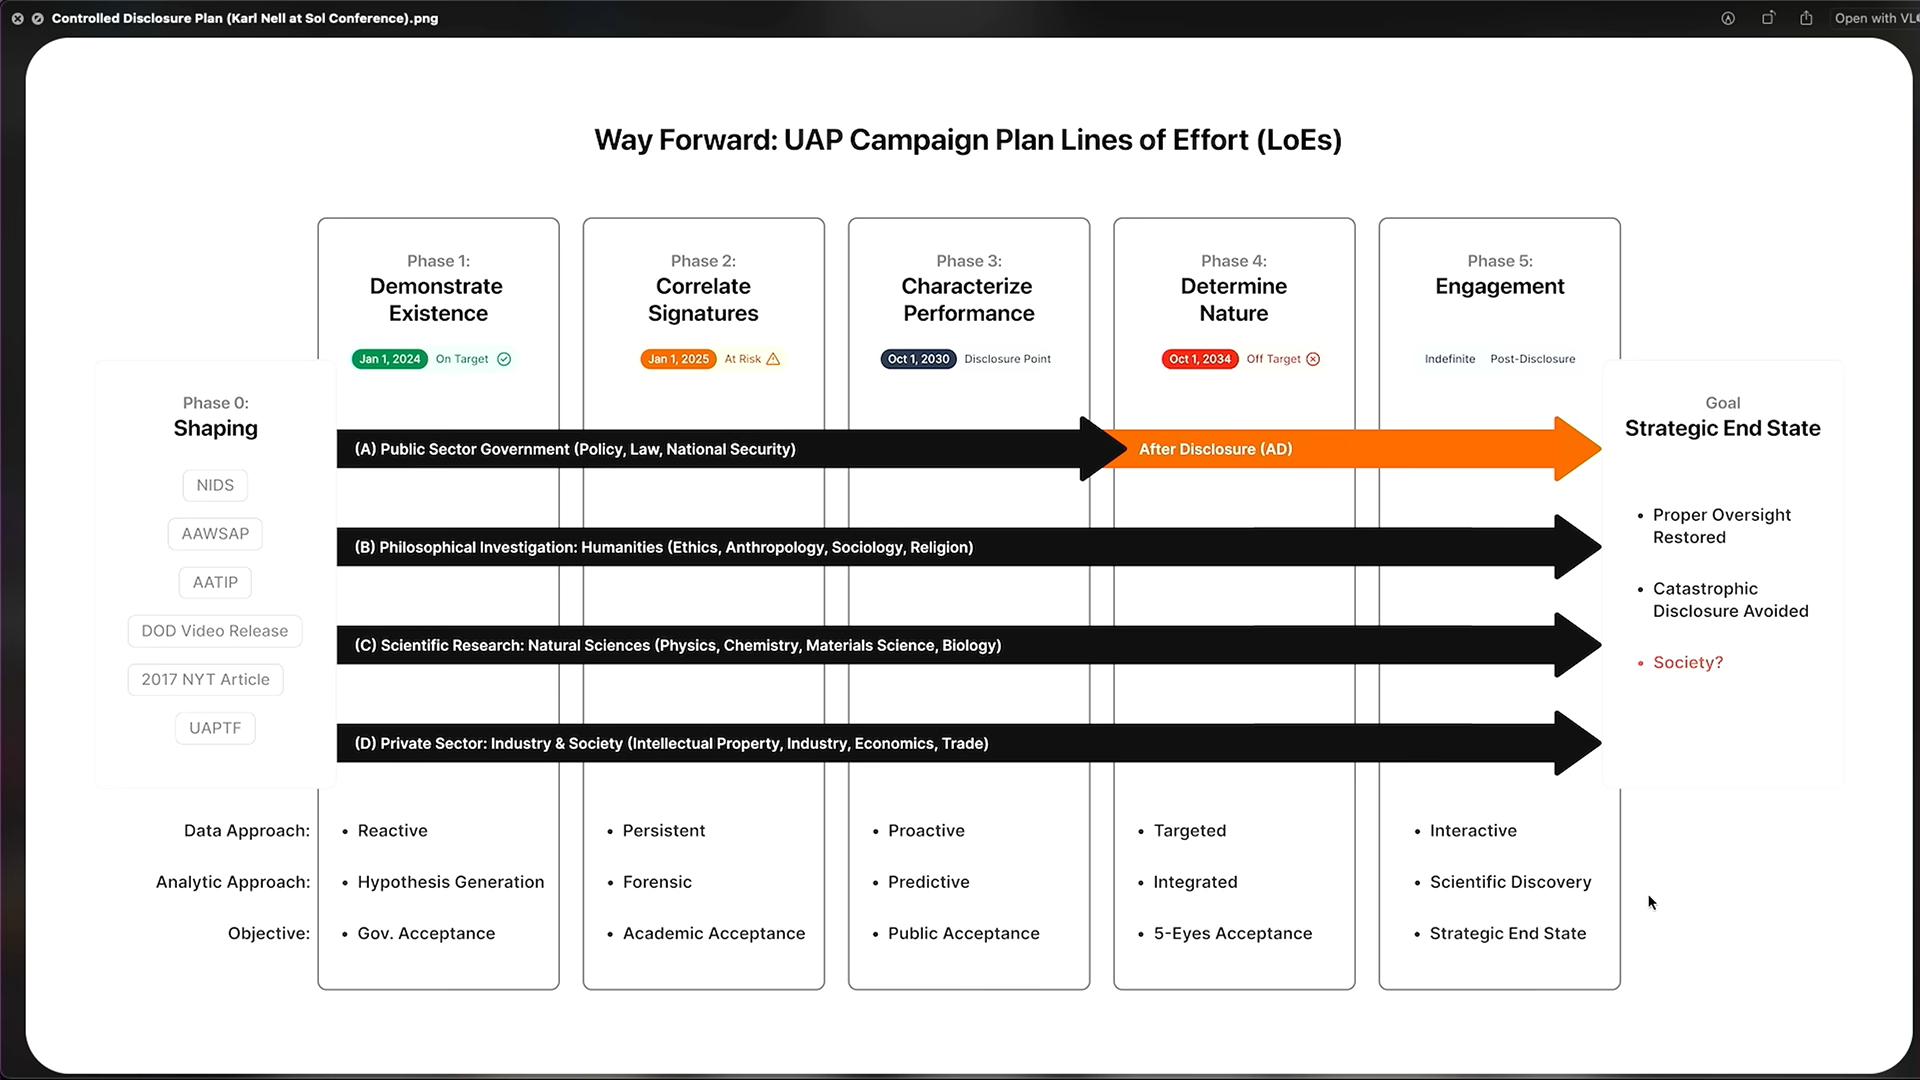 Controlled Disclosure Plan (Karl Nell at Sol Conference).png
Open with VL
Way Forward: UAP Campaign Plan Lines of Effort (LoEs)
Phase 0:
Shaping
NIDS
AAWSAP
AATIP
DOD Video Release
2017 NYT Article
UAPTF
Phase 1:
Demonstrate
Existence
Jan 1, 2024 On Target
Phase 2:
Correlate
Signatures
Jan 1, 2025 At Risk
Phase 3:
Characterize
Performance
Oct 1, 2030 Disclosure Point
Phase 4:
Determine
Nature
Oct 1, 2034 Off Target
Phase 5:
Engagement
Indefinite Post-Disclosure
(A) Public Sector Government (Policy, Law, National Security)
After Disclosure (AD)
(B) Philosophical Investigation: Humanities (Ethics, Anthropology, Sociology, Religion)
(C) Scientific Research: Natural Sciences (Physics, Chemistry, Materials Science, Biology)
(D) Private Sector: Industry & Society (Intellectual Property, Industry, Economics, Trade)
Goal
Strategic End State
• Proper Oversight
Restored
• Catastrophic
Disclosure Avoided
• Society?
Data Approach: • Reactive • Persistent • Proactive • Targeted • Interactive
Analytic Approach: • Hypothesis Generation • Forensic • Predictive • Integrated • Scientific Discovery
Objective: • Gov. Acceptance • Academic Acceptance • Public Acceptance • 5-Eyes Acceptance • Strategic End State